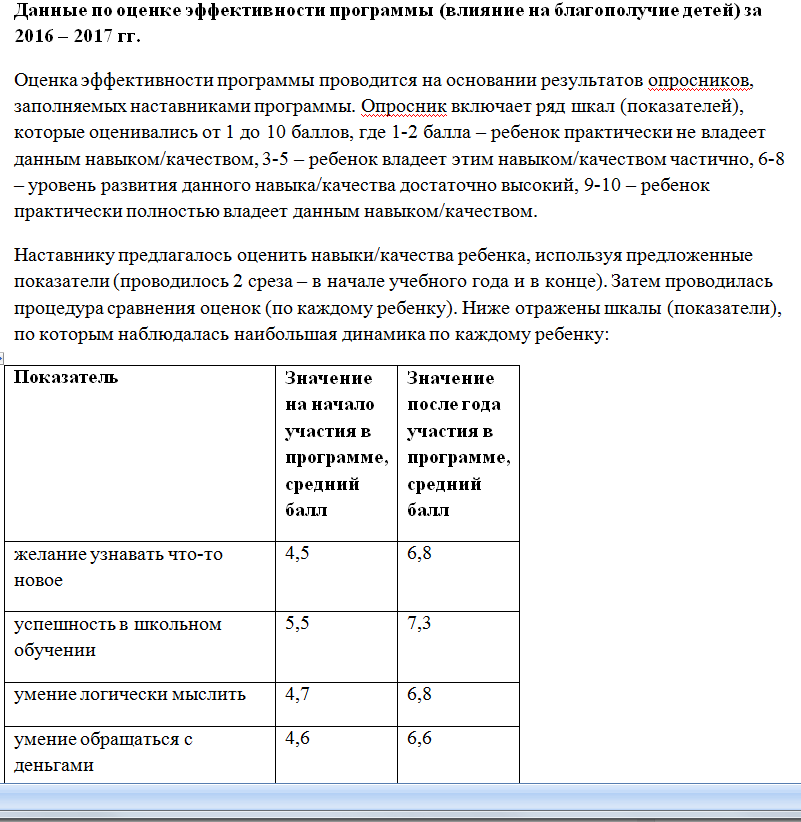 Данные по оценке эффективности программы (влияние на благополучие детей) за
2016 – 2017 гг.
Оценка эффективности программы проводится на основании результатов опросников,
заполняемых наставниками программы. Опросник включает ряд шкал (показателей),
которые оценивались от 1 до 10 баллов, где 1-2 балла – ребенок практически не владеет
данным навыком/качеством, 3-5 – ребенок владеет этим навыком/качеством частично, 6-8
– уровень развития данного навыка/качества достаточно высокий, 9-10 – ребенок
практически полностью владеет данным навыком/качеством.
Наставнику предлагалось оценить навыки/качества ребенка, используя предложенные
показатели (проводилось 2 среза – в начале учебного года и в конце). Затем проводилась
процедура сравнения оценок (по каждому ребенку). Ниже отражены шкалы (показатели),
по которым наблюдалась наибольшая динамика по каждому ребенку:
Показатель
Значение
на начало
участия в
программе,
средний
балл
Значение
после года
участия в
программе,
средний
балл
желание узнавать что-то
новое
4,5
6,8
успешность в школьном
обучении
5,5
7,3
умение логически мыслить
4,7
6,8
умение обращаться с
деньгами
4,6
6,6